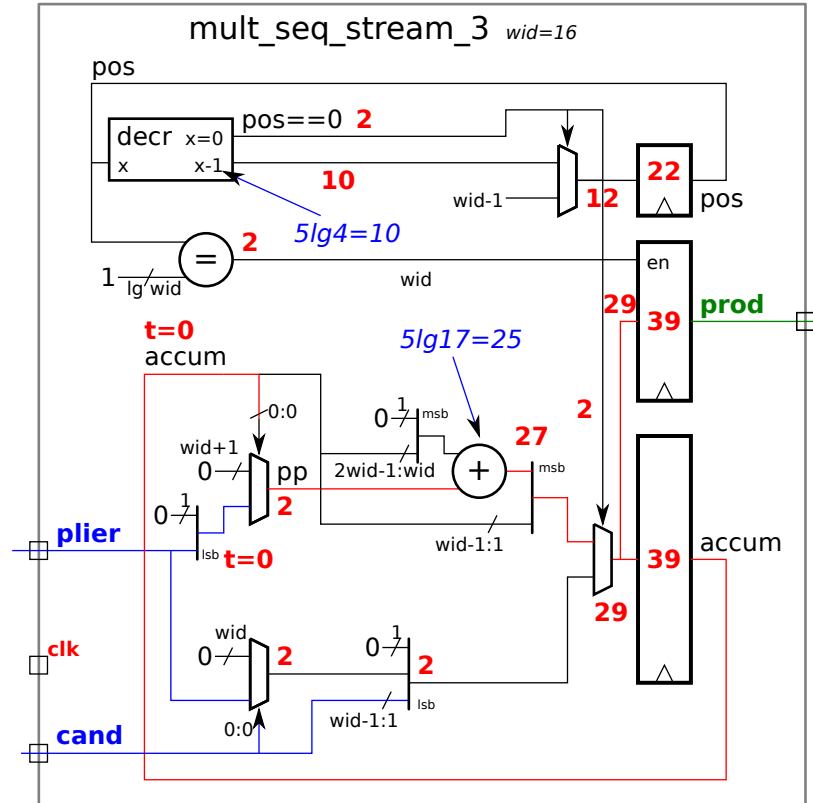 mult_seq_stream_3 wid=16
pos
decr x=0
x x-1
pos==0 2
10
wid-1
12
22
pos
5lg4=10
=
2
1
lg wid
wid
en
29
39
prod
t=0
accum
5lg17=25
0:0
0 1
msb
2
wid+1
0
pp
2wid-1:wid
+
27
msb
2
0 1
wid-1:1
plier
lsb
t=0
accum
39
29
clk
wid
0
2
0 1
2
lsb
0:0
wid-1:1
cand